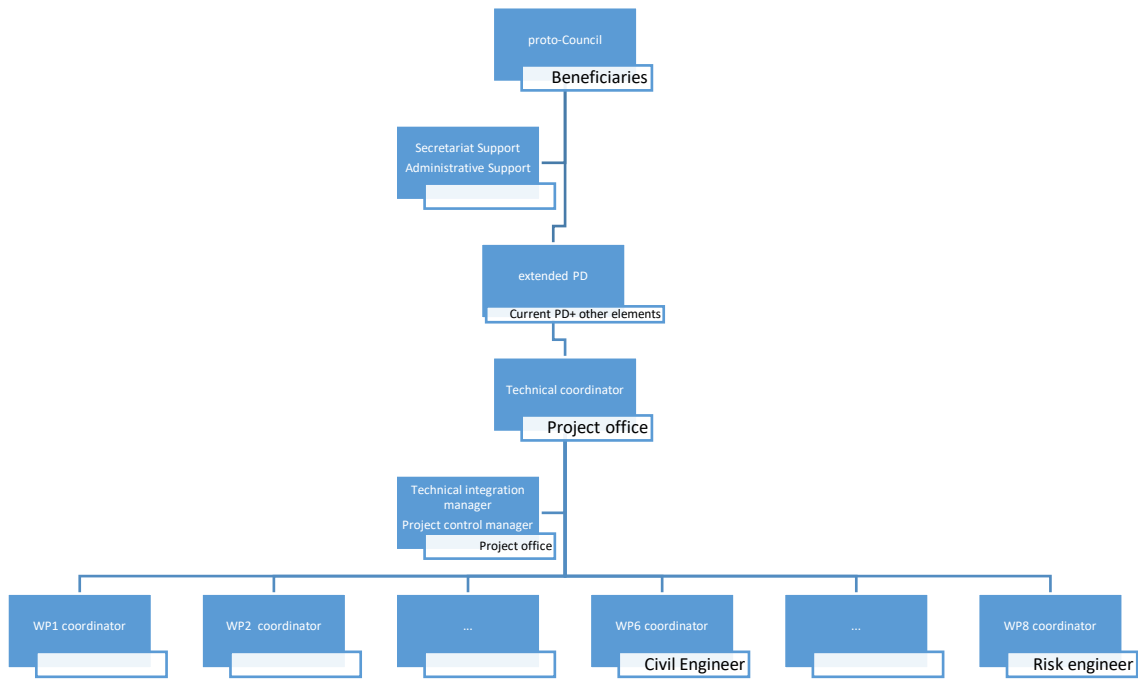 proto-Council
Beneficiaries
Secretariat Support
Administrative Support
extended PD
Current PD+ other elements
Technical coordinator
Project office
Technical integration
manager
Project control manager
Project office
WP1 coordinator
WP2 coordinator
...
WP6 coordinator
Civil Engineer
...
WP8 coordinator
Risk engineer